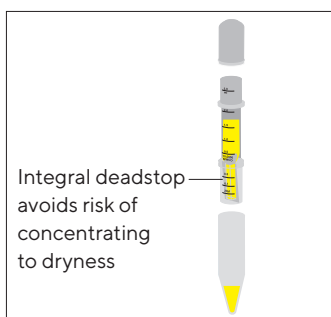 Integral deadstop
avoids risk of
concentrating
to dryness